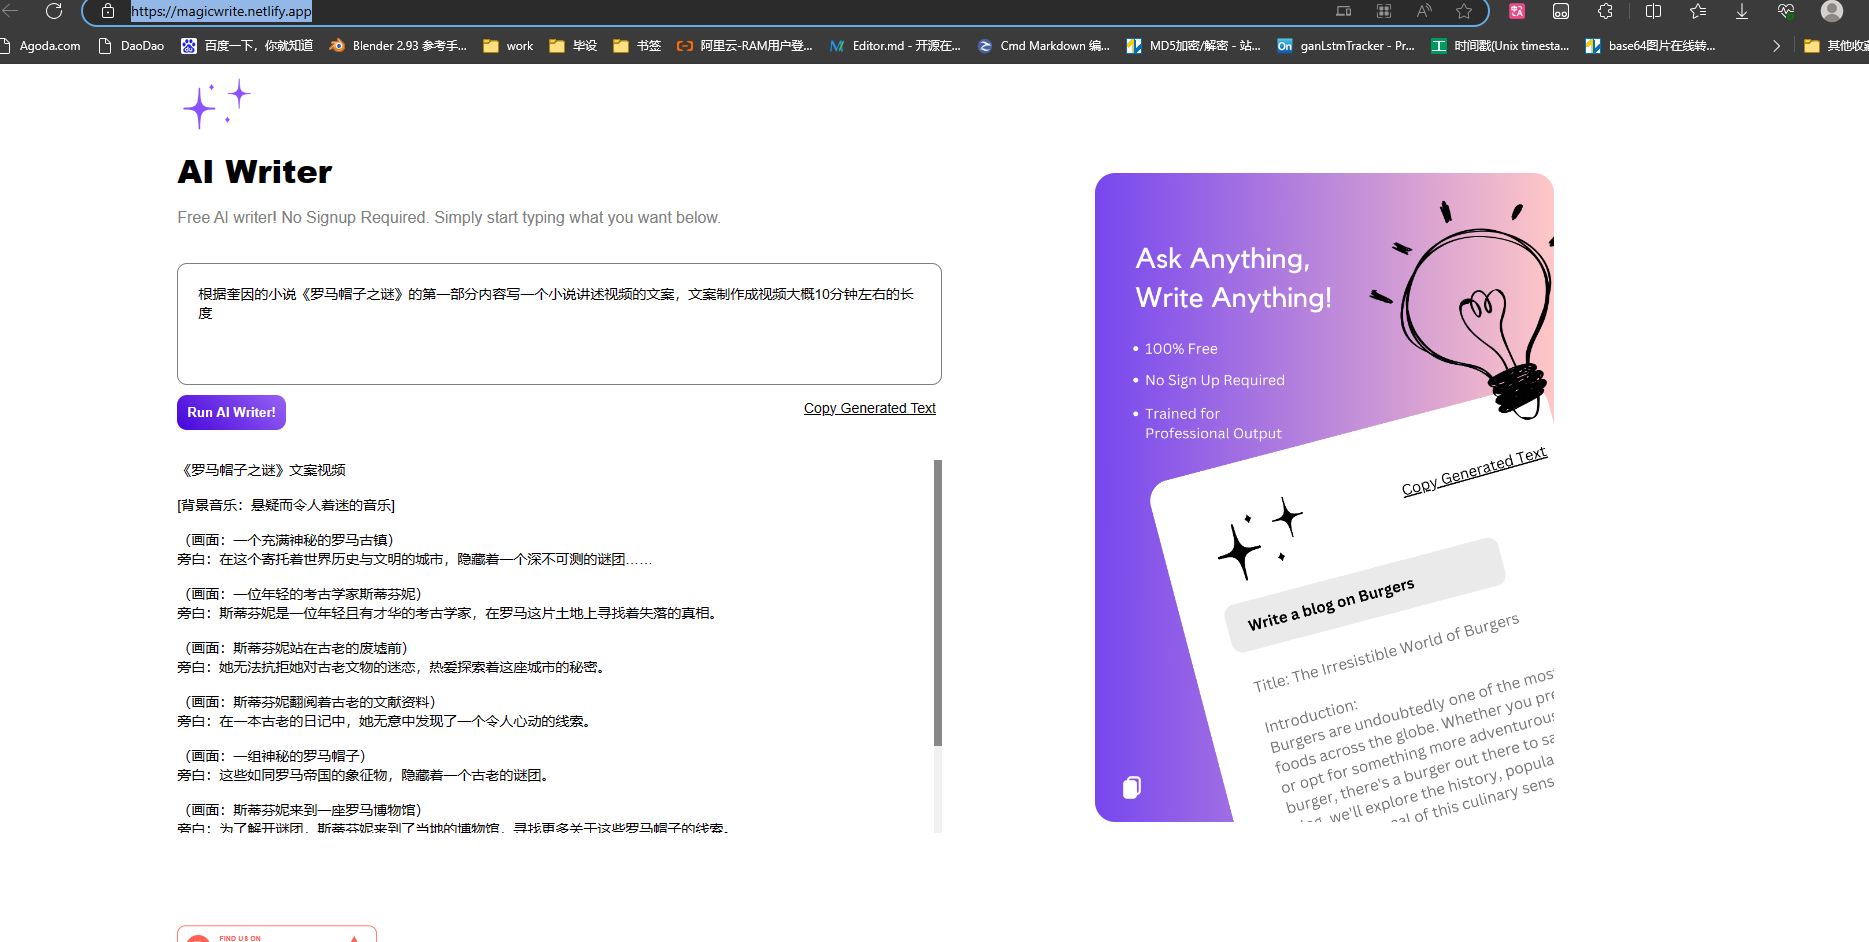 https://magicwrite.netlify.app
Agoda.com
DaoDao
百度一下，你就知道
Blender 2.93 参考手...
work
毕设
书签
阿里云-RAM用户登...
Editor.md - 开源在...
Cmd Markdown 编...
MD5加密/解密 - 站...
ganLstmTracker - Pr...
时间戳(Unix timesta...
base64图片在线转...
其他收藏
AI Writer
Free AI writer! No Signup Required. Simply start typing what you want below.
根据奎因的小说《罗马帽子之谜》的第一部分内容写一个小说讲述视频的文案，文案制作成视频大概10分钟左右的长
度
Run AI Writer!
Copy Generated Text
《罗马帽子之谜》文案视频
[背景音乐：悬疑而令人着迷的音乐]
（画面：一个充满神秘的罗马古镇）
旁白：在这个寄托着世界历史与文明的城市，隐藏着一个深不可测的谜团……
（画面：一位年轻的考古学家斯蒂芬妮）
旁白：斯蒂芬妮是一位年轻且有才华的考古学家，在罗马这片土地上寻找着失落的真相。
（画面：斯蒂芬妮站在古老的废墟前）
旁白：她无法抗拒她对古老文物的迷恋，热爱探索着这座城市的秘密。
（画面：斯蒂芬妮翻阅着古老的文献资料）
旁白：在一本古老的日记中，她无意中发现了一个令人心动的线索。
（画面：一组神秘的罗马帽子）
旁白：这些如同罗马帝国的象征物，隐藏着一个古老的谜团。
（画面：斯蒂芬妮来到一座罗马博物馆）
旁白：为了解开谜团，斯蒂芬妮来到了当地的博物馆，寻找更多关于这些罗马帽子的线索。
Ask Anything,
Write Anything!
• 100% Free
• No Sign Up Required
• Trained for
Professional Output
Copy Generated Text
Write a blog on Burgers
Title: The Irresistible World of Burgers
Introduction:
Burgers are undoubtedly one of the most
foods across the globe. Whether you pre
or opt for something more adventurous
burger, there's a burger out there to sa
we'll explore the history, popula
of this culinary sens
FIND US ON